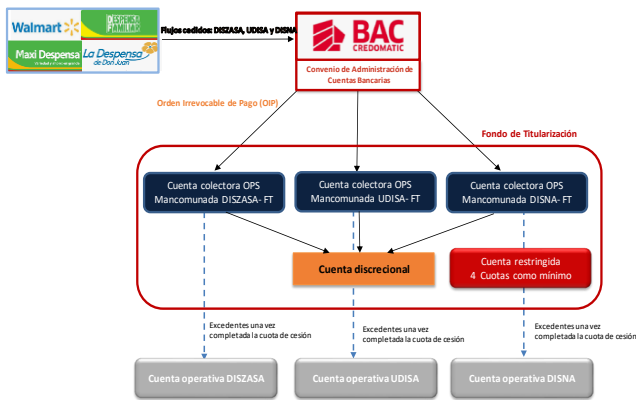 Walmart
DESPENSA
FAMILIAR
Maxi Despensa
La Despensa
de Don Juan
Flujos cedidos: DISZASA, UDISA y DISNA
BAC
CREDOMATIC
Convenio de Administración de
Cuentas Bancarias
Orden Irrevocable de Pago (OIP)
Fondo de Titularización
Cuenta colectora OPS
Mancomunada DISZASA- FT
Cuenta colectora OPS
Mancomunada UDISA- FT
Cuenta colectora OPS
Mancomunada DISNA- FT
Cuenta discrecional
Cuenta restringida
4 Cuotas como mínimo
Excedentes una vez
completada la cuota de cesión
Excedentes una vez
completada la cuota de cesión
Excedentes una vez
completada la cuota de cesión
Cuenta operativa DISZASA
Cuenta operativa UDISA
Cuenta operativa DISNA